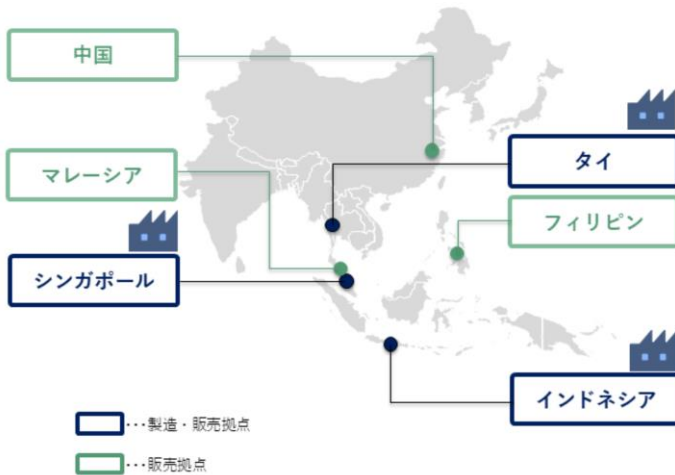 中国
タイ
マレーシア
フィリピン
シンガポール
インドネシア
･･･製造・販売拠点
･･･販売拠点